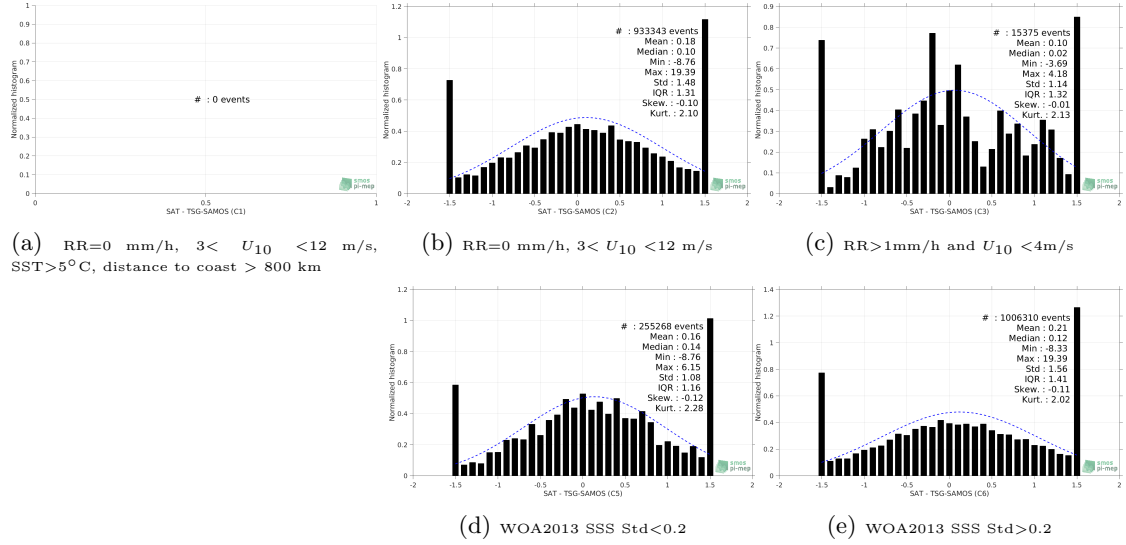 1
0.9
0.8
0.7
0.6
0.5
0.4
0.3
0.2
0.1
0
Normalized histogram
# : 0 events
0 0.5 1
SAT - TSG-SAMOS (C1)
smos
pi-mep
(a) RR=0 mm/h, 3< U10 <12 m/s,
SST>5°C, distance to coast > 800 km
1.2
1
0.8
0.6
0.4
0.2
0
Normalized histogram
# : 933343 events
Mean : 0.18
Median : 0.10
Min : -8.76
Max : 19.39
Std : 1.48
IQR : 1.31
Skew. : -0.10
Kurt. : 2.10
-2 -1.5 -1 -0.5 0 0.5 1 1.5 2
SAT - TSG-SAMOS (C2)
smos
pi-mep
(b) RR=0 mm/h, 3< U10 <12 m/s
0.9
0.8
0.7
0.6
0.5
0.4
0.3
0.2
0.1
0
Normalized histogram
# : 15375 events
Mean : 0.10
Median : 0.02
Min : -3.69
Max : 4.18
Std : 1.14
IQR : 1.32
Skew. : -0.01
Kurt. : 2.13
-2 -1.5 -1 -0.5 0 0.5 1 1.5 2
SAT - TSG-SAMOS (C3)
smos
pi-mep
(c) RR>1mm/h and U10 <4m/s
1.2
1
0.8
0.6
0.4
0.2
0
Normalized histogram
# : 255268 events
Mean : 0.16
Median : 0.14
Min : -8.76
Max : 6.15
Std : 1.08
IQR : 1.16
Skew. : -0.12
Kurt. : 2.28
-2 -1.5 -1 -0.5 0 0.5 1 1.5 2
SAT - TSG-SAMOS (C5)
smos
pi-mep
(d) WOA2013 SSS Std<0.2
1.4
1.2
1
0.8
0.6
0.4
0.2
0
Normalized histogram
# : 1006310 events
Mean : 0.21
Median : 0.12
Min : -8.33
Max : 19.39
Std : 1.56
IQR : 1.41
Skew. : -0.11
Kurt. : 2.02
-2 -1.5 -1 -0.5 0 0.5 1 1.5 2
SAT - TSG-SAMOS (C6)
smos
pi-mep
(e) WOA2013 SSS Std>0.2